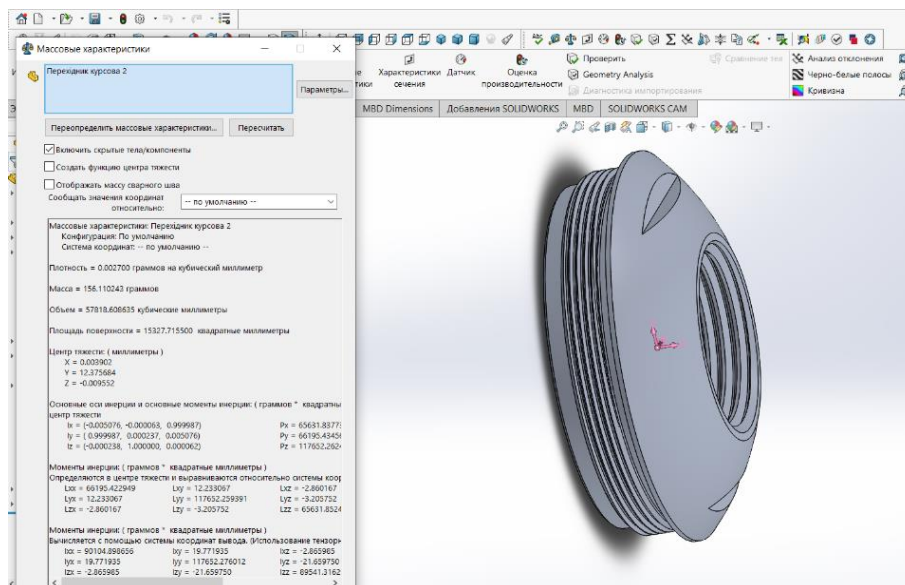 Массовые характеристики
Перехідник курсова 2
Параметры...
Переопределить массовые характеристики...
Пересчитать
Включить скрытые тела/компоненты
Создать функцию центра тяжести
Отображать массу сварного шва
Сообщать значения координат относительно:
-- по умолчанию --
Массовые характеристики: Перехідник курсова 2
Конфигурация: По умолчанию
Система координат: -- по умолчанию --
Плотность = 0.002700 граммов на кубический миллиметр
Масса = 156.110243 граммов
Объем = 57818.608635 кубические миллиметры
Площадь поверхности = 15327.715500 квадратные миллиметры
Центр тяжести: ( миллиметры )
X = 0.003902
Y = 12.375684
Z = -0.009552
Основные оси инерции и основные моменты инерции: ( граммов * квадратны
центр тяжести
Ix = (-0.005076, -0.000063, 0.999987) Px = 65631.8377
Iy = ( 0.999987, 0.000237, 0.005076) Py = 66195.4345
Iz = (-0.000238, 1.000000, 0.000062) Pz = 117652.262
Моменты инерции: ( граммов * квадратные миллиметры )
Определяются в центре тяжести и выравниваются относительно системы коор
Lxx = 66195.422949 Lxy = 12.233067 Lxz = -2.860167
Lyx = 12.233067 Lyy = 117652.259391 Lyz = -3.205752
Lzx = -2.860167 Lzy = -3.205752 Lzz = 65631.8524
Моменты инерции: ( граммов * квадратные миллиметры )
Вычисляется с помощью системы координат вывода. (Использование тензорн
Ixx = 90104.898656 Ixy = 19.771935 Ixz = -2.865985
Iyx = 19.771935 Iyy = 117652.276012 Iyz = -21.659750
Izx = -2.865985 Izy = -21.659750 Izz = 89541.3162
Характеристики сечения
Датчик
Оценка производительности
Проверить
Geometry Analysis
Диагностика импортирования
Сравнение тел
Анализ отклонения
Черно-белые полосы
Кривизна
MBD Dimensions
Добавления SOLIDWORKS
MBD
SOLIDWORKS CAM